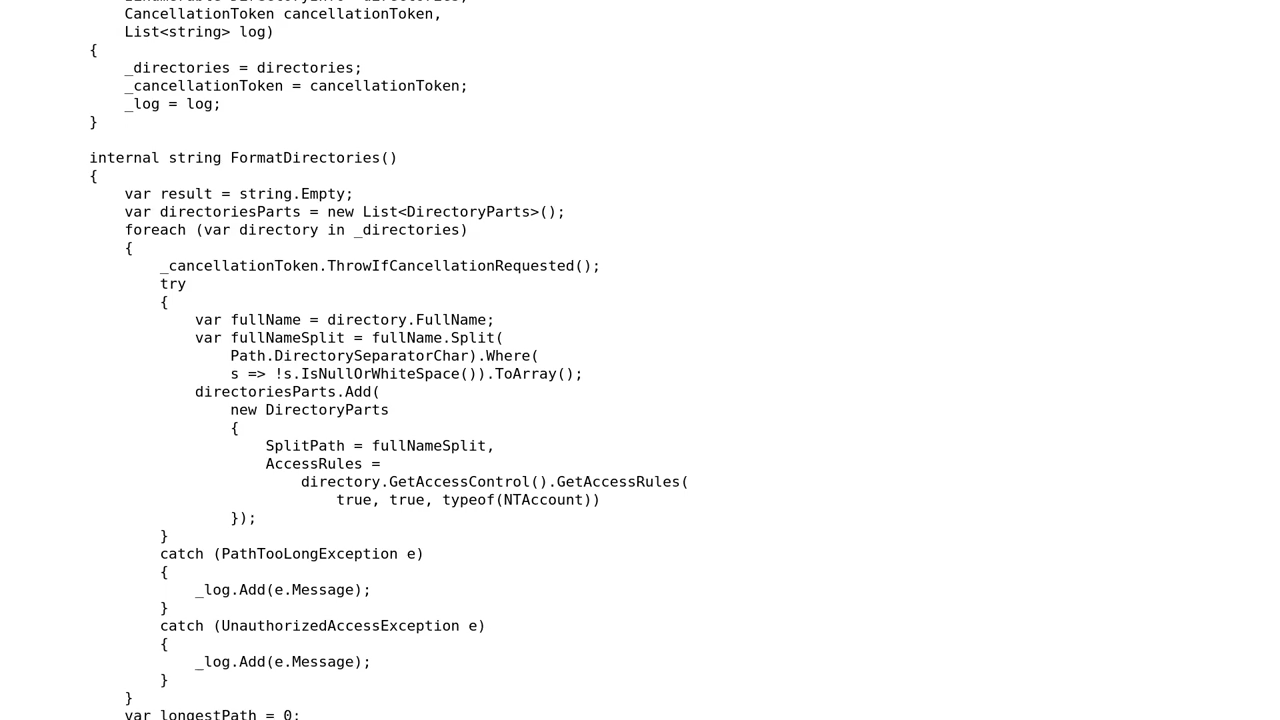 CancellationToken cancellationToken,
List<string> log)
{
_directories = directories;
_cancellationToken = cancellationToken;
_log = log;
}
internal string FormatDirectories()
{
var result = string.Empty;
var directoriesParts = new List<DirectoryParts>();
foreach (var directory in _directories)
{
_cancellationToken.ThrowIfCancellationRequested();
try
{
var fullName = directory.FullName;
var fullNameSplit = fullName.Split(
Path.DirectorySeparatorChar).Where(
s => !s.IsNullOrWhiteSpace()).ToArray();
directoriesParts.Add(
new DirectoryParts
{
SplitPath = fullNameSplit,
AccessRules =
directory.GetAccessControl().GetAccessRules(
true, true, typeof(NTAccount))
});
}
catch (PathTooLongException e)
{
_log.Add(e.Message);
}
catch (UnauthorizedAccessException e)
{
_log.Add(e.Message);
}
}
var longestPath = 0;